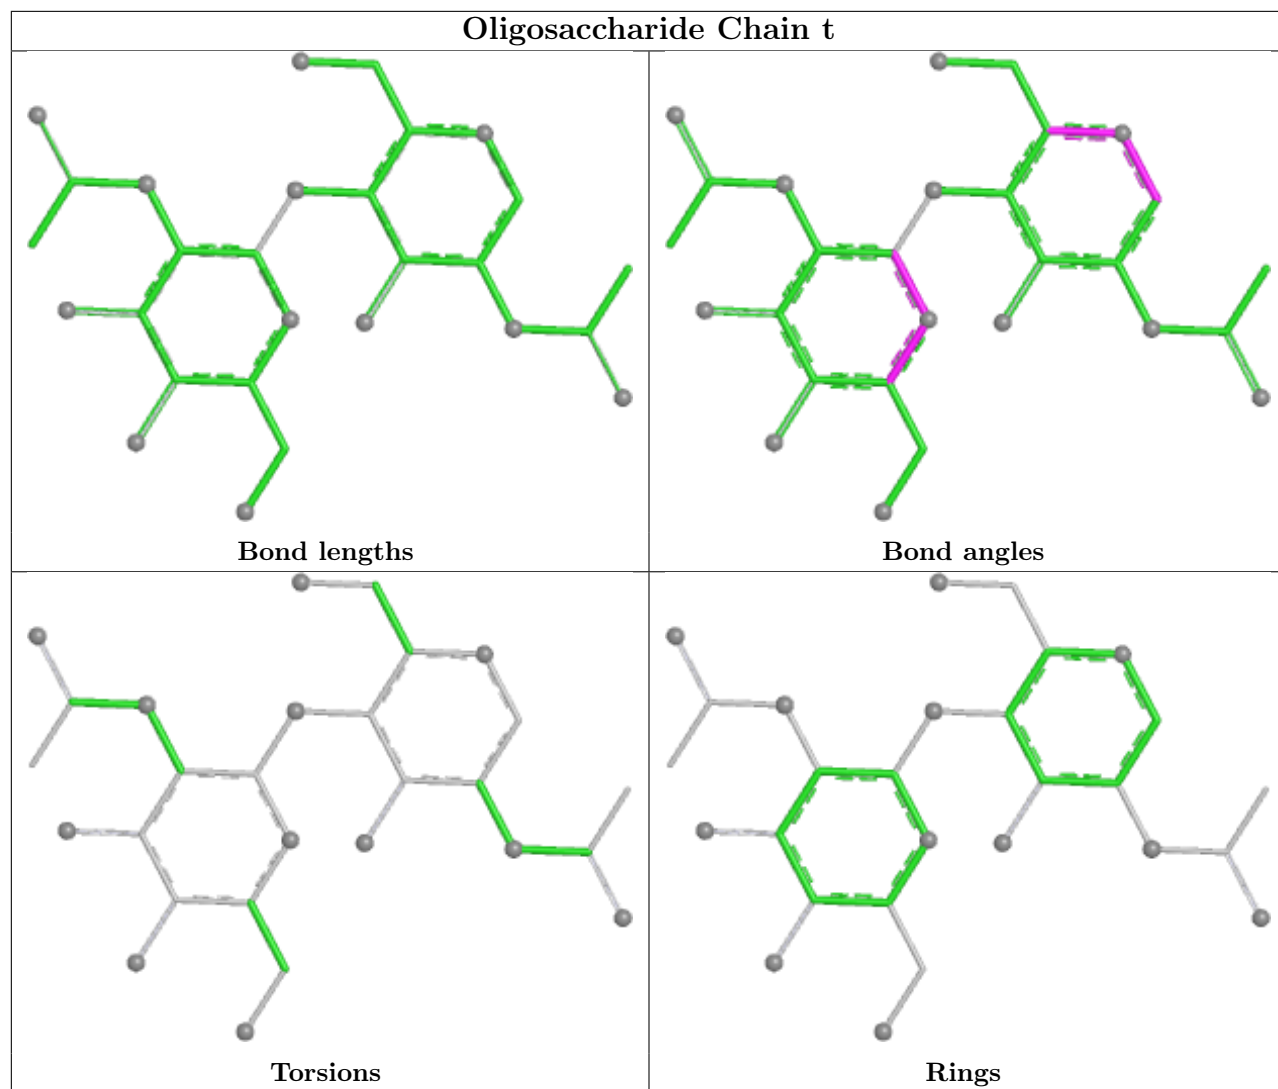 Oligosaccharide Chain t
Bond lengths
Bond angles
Torsions
Rings